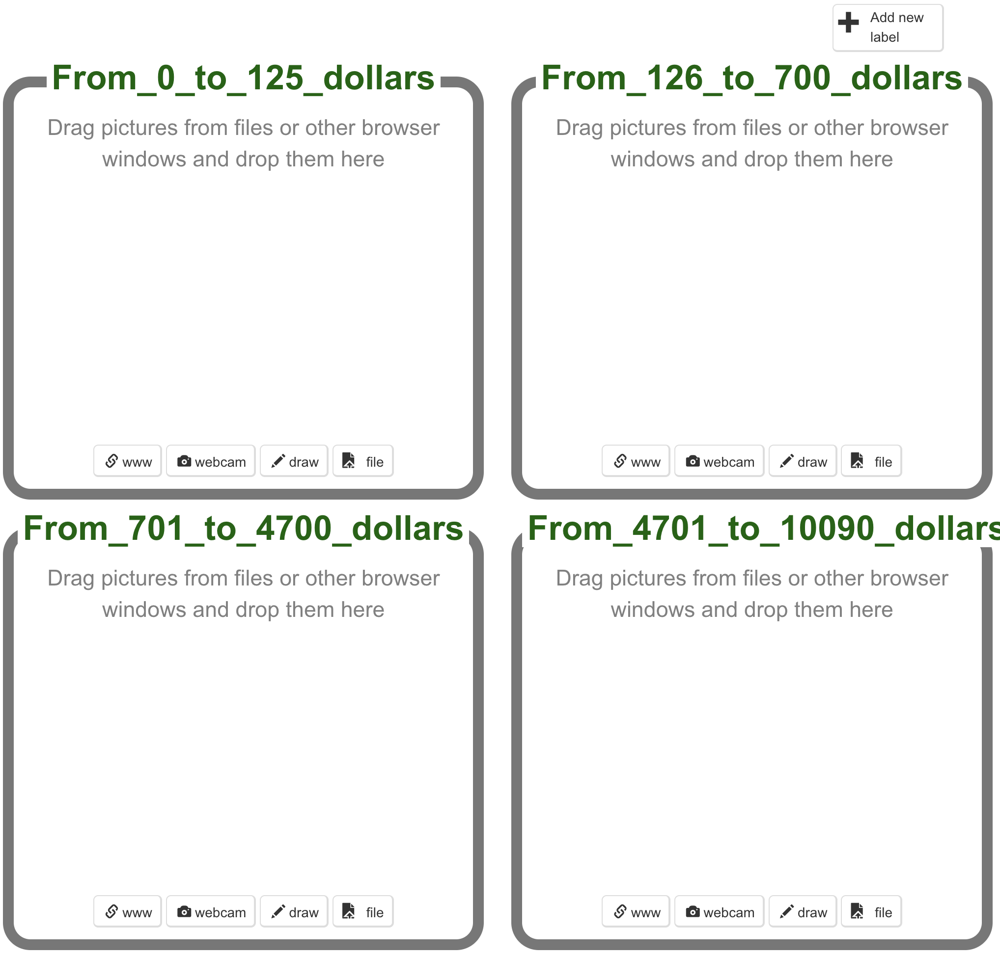 Add new
label
From_0_to_125_dollars
Drag pictures from files or other browser
windows and drop them here
www webcam draw file
From_126_to_700_dollars
Drag pictures from files or other browser
windows and drop them here
www webcam draw file
From_701_to_4700_dollars
Drag pictures from files or other browser
windows and drop them here
www webcam draw file
From_4701_to_10090_dollars
Drag pictures from files or other browser
windows and drop them here
www webcam draw file